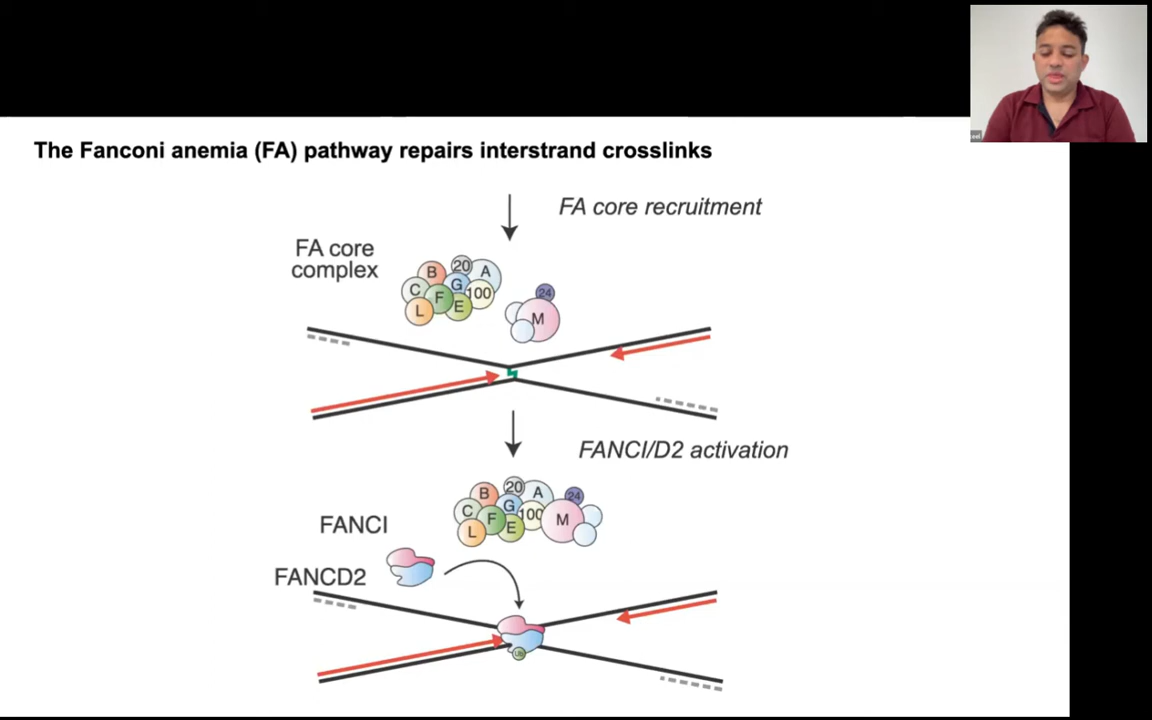 The Fanconi anemia (FA) pathway repairs interstrand crosslinks
FA core recruitment
FA core
complex
B 20 A
C F G 100
L E
24
M
FANCI/D2 activation
B 20 A 24
C F G 100 M
L E
FANCI
FANCD2
Ub